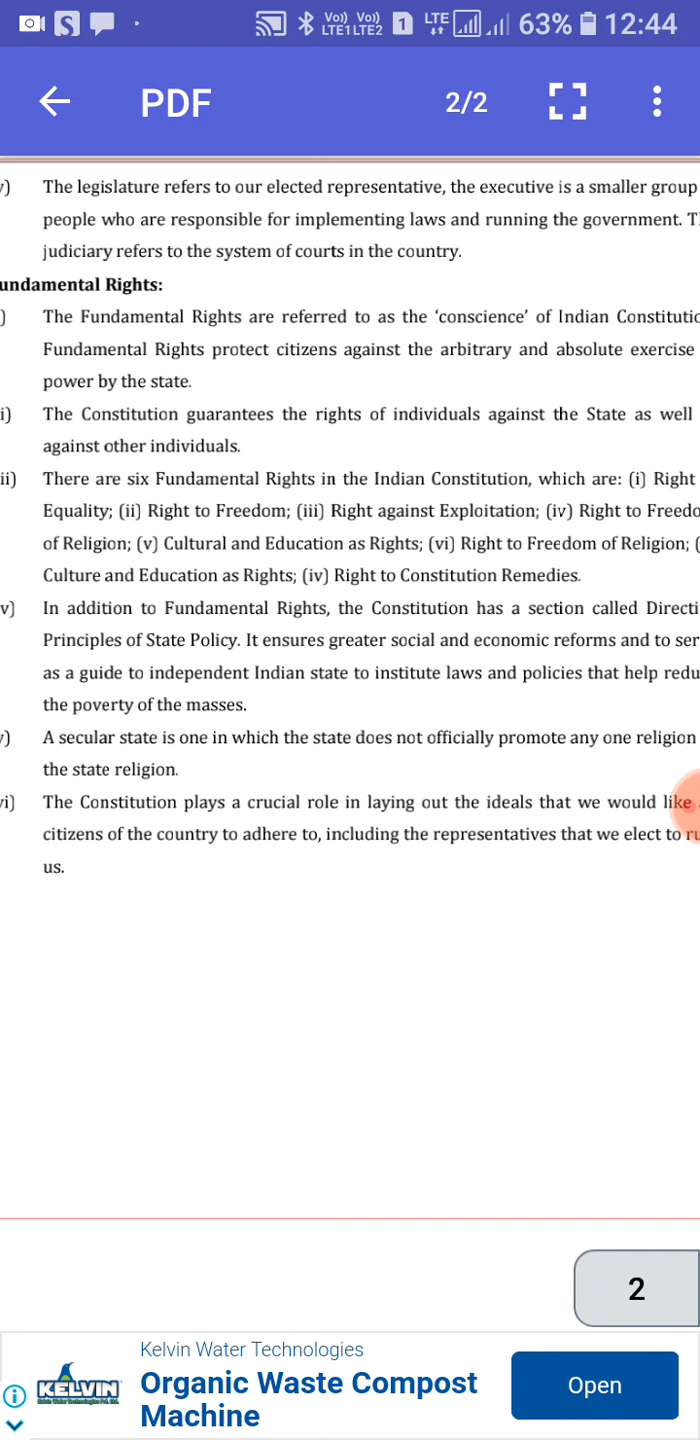 Vo)) Vo)) LTE
LTE1 LTE2 1 63% 12:44
PDF 2/2
The legislature refers to our elected representative, the executive is a smaller group
people who are responsible for implementing laws and running the government.
judiciary refers to the system of courts in the country.
undamental Rights:
The Fundamental Rights are referred to as the ‘conscience’ of Indian
Fundamental Rights protect citizens against the arbitrary and absolute exercise
power by the state.
i) The Constitution guarantees the rights of individuals against the State as well
against other individuals.
ii) There are six Fundamental Rights in the Indian Constitution, which are: (i) Right
Equality; (ii) Right to Freedom; (iii) Right against Exploitation; (iv) Right to
of Religion; (v) Cultural and Education as Rights; (vi) Right to Freedom of Religion;
Culture and Education as Rights; (iv) Right to Constitution Remedies.
v) In addition to Fundamental Rights, the Constitution has a section called
Principles of State Policy. It ensures greater social and economic reforms and to
as a guide to independent Indian state to institute laws and policies that help
the poverty of the masses.
) A secular state is one in which the state does not officially promote any one religion
the state religion.
vi) The Constitution plays a crucial role in laying out the ideals that we would like
citizens of the country to adhere to, including the representatives that we elect to
us.
2
Kelvin Water Technologies
KELVIN Organic Waste Compost
Machine
Open